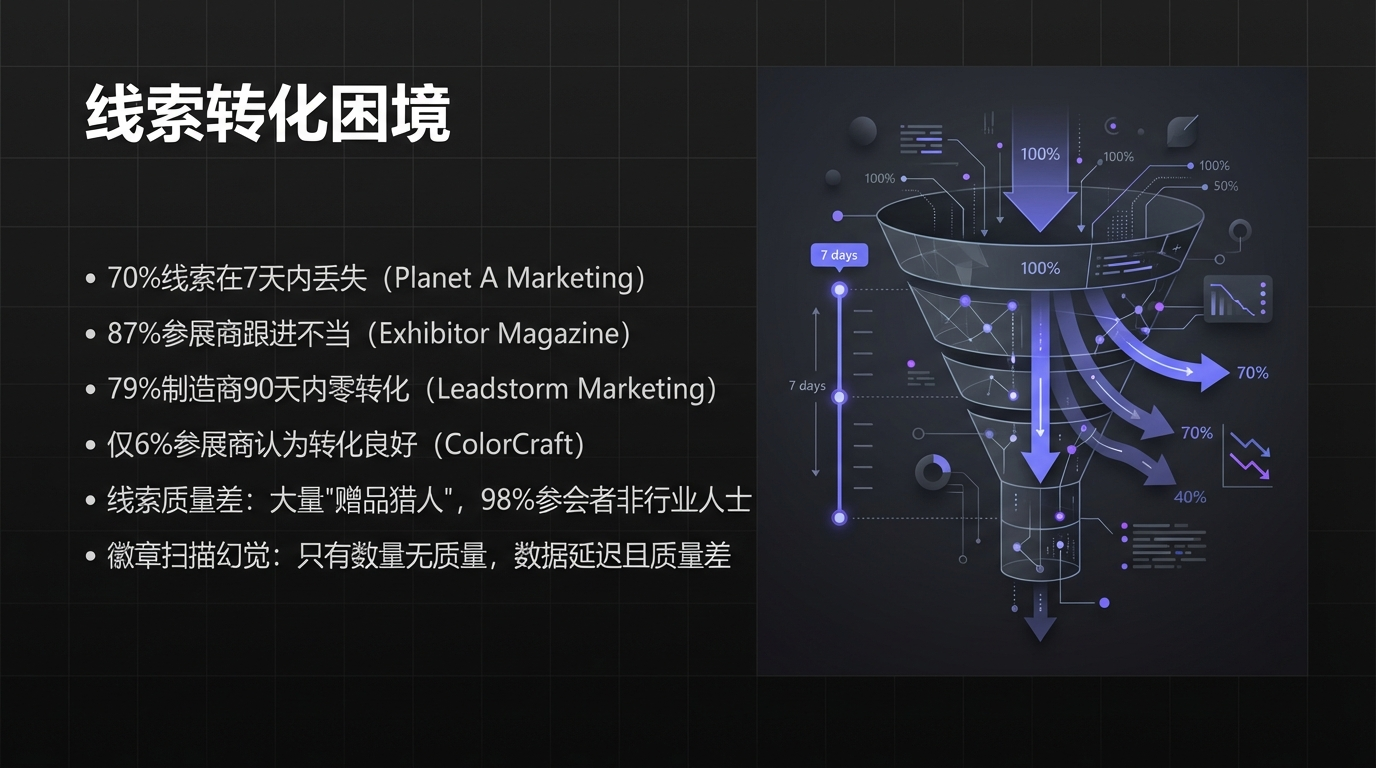 线索转化困境
• 70%线索在7天内丢失（Planet A Marketing）
• 87%参展商跟进不当（Exhibitor Magazine）
• 79%制造商90天内零转化（Leadstorm Marketing）
• 仅6%参展商认为转化良好（ColorCraft）
• 线索质量差：大量"赠品猎人"，98%参会者非行业人士
• 徽章扫描幻觉：只有数量无质量，数据延迟且质量差
100%
100%
100%
100%
50%
7 days
100%
70%
7 days
70%
40%